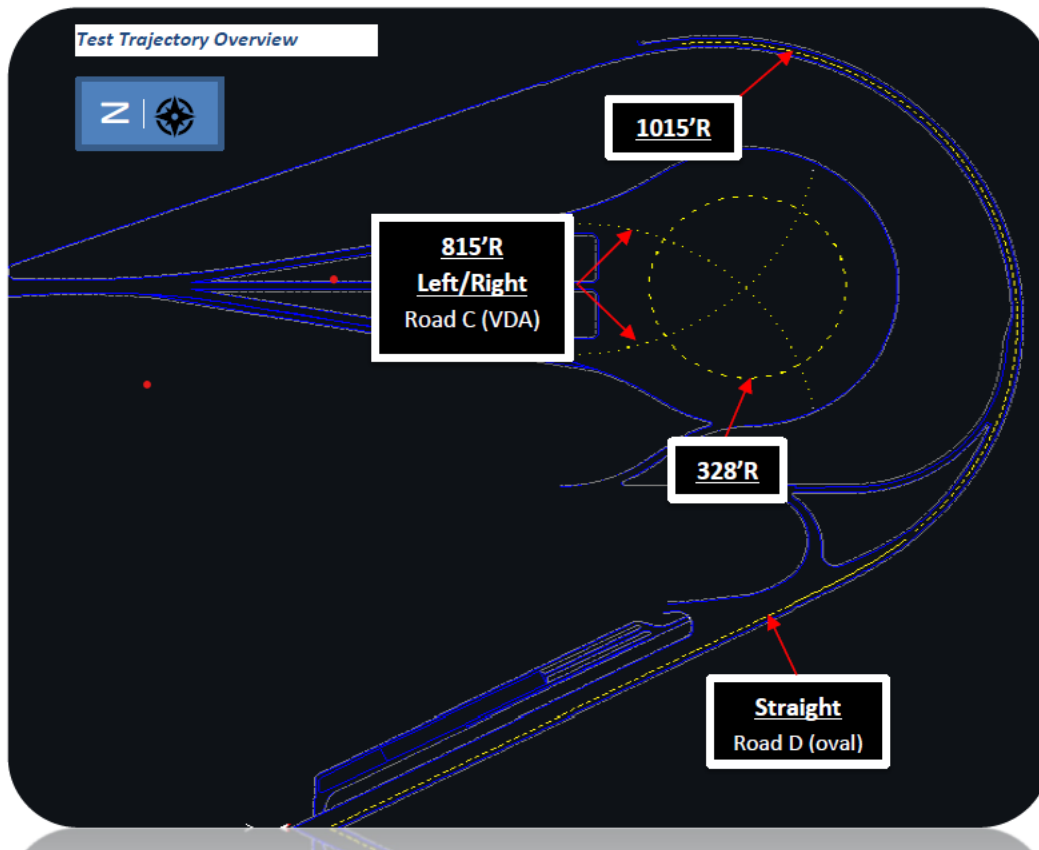 Test Trajectory Overview
N
1015'R
815'R
Left/Right
Road C (VDA)
328'R
Straight
Road D (oval)